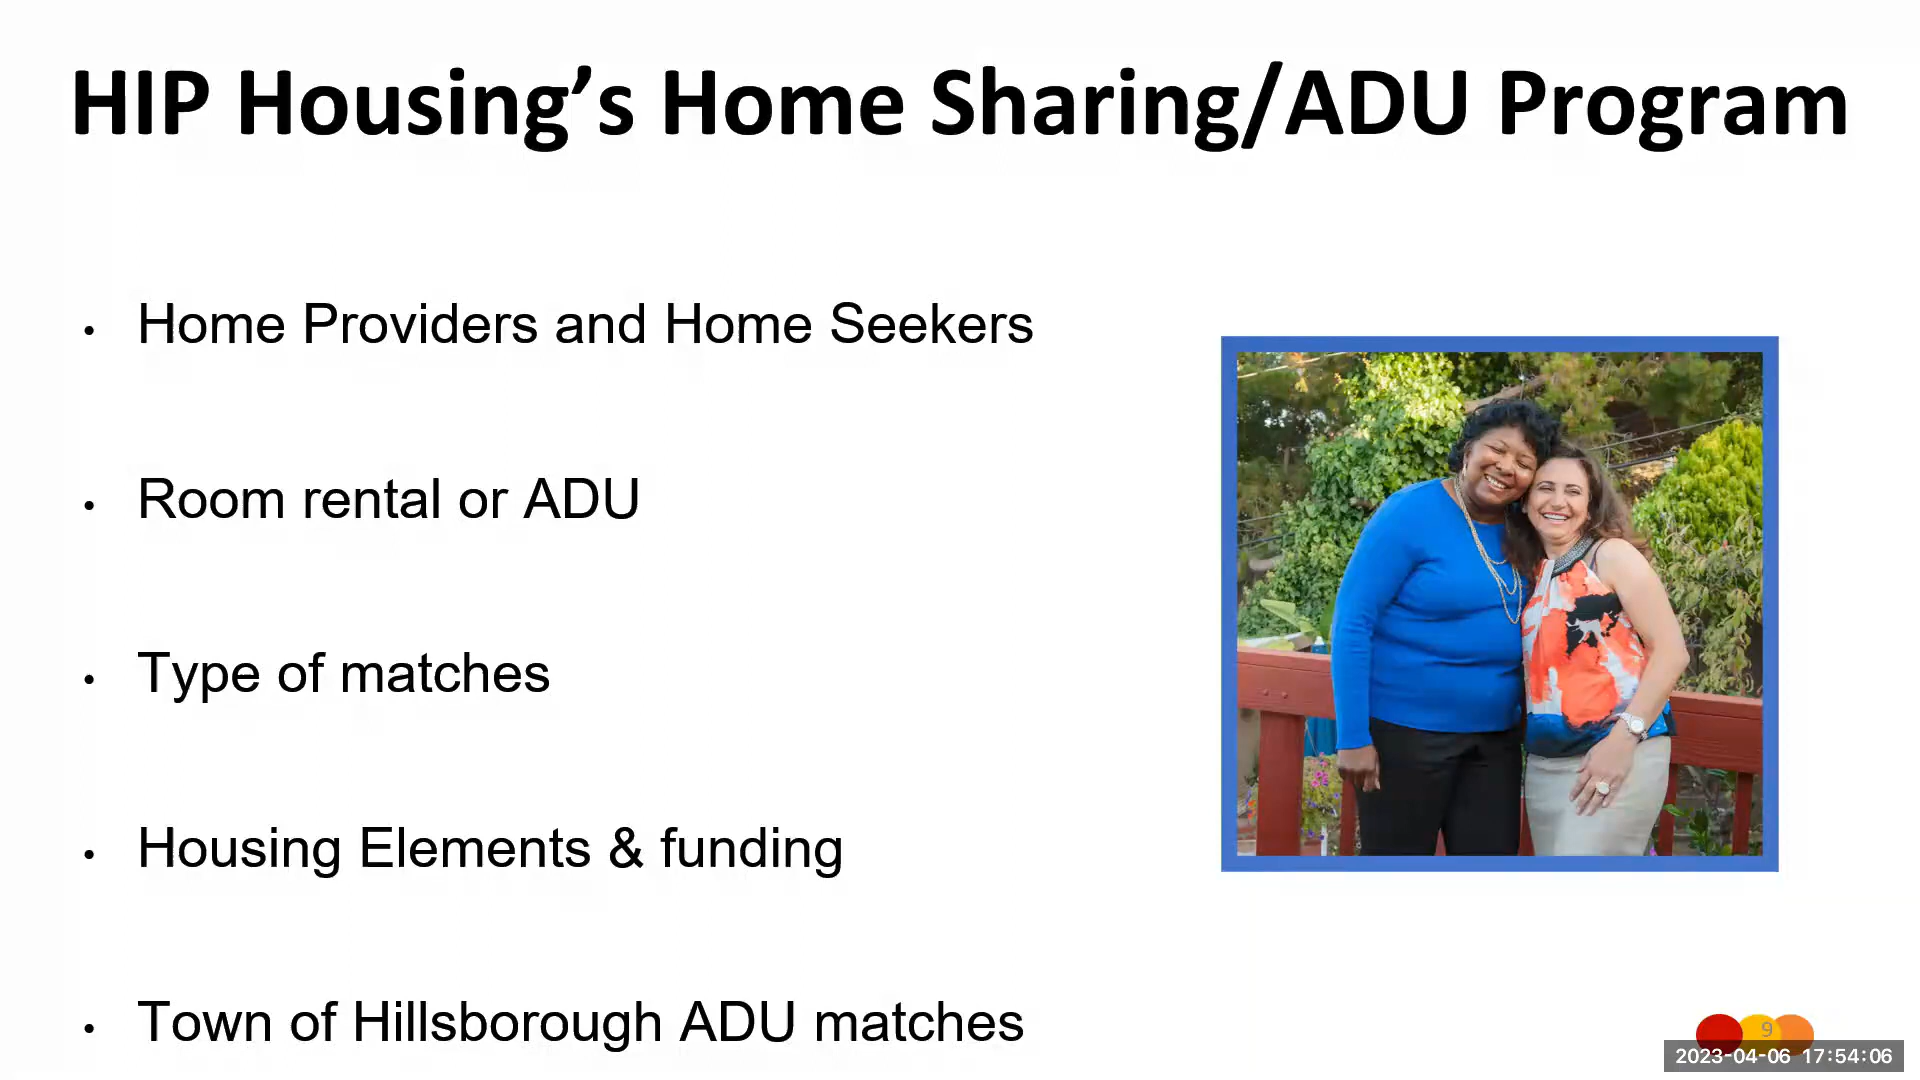 HIP Housing’s Home Sharing/ADU Program
• Home Providers and Home Seekers
• Room rental or ADU
• Type of matches
• Housing Elements & funding
• Town of Hillsborough ADU matches
9
2023-04-06 17:54:06